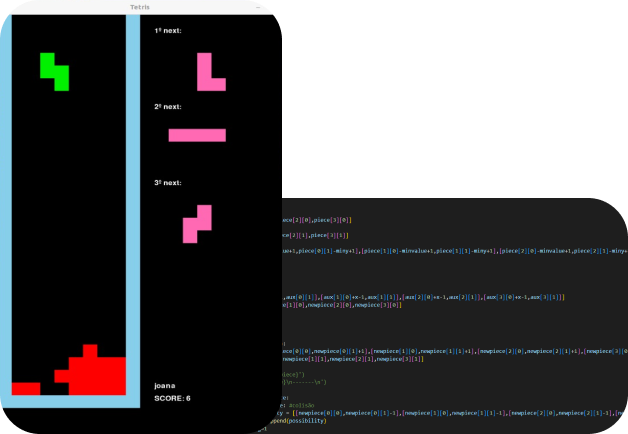 Tetris
1º next:
2º next:
3º next:
joana
SCORE: 6
iece[2][0],piece[3][0]]
ce[2][1],piece[3][1]]
lue+1,piece[0][1]-miny+1],[piece[1][0]-minvalue+1,piece[1][1]-miny+1],[piece[2][0]-minvalue+1,piece[2][1]-miny+
,aux[0][1]],[aux[1][0]+x-1,aux[1][1]],[aux[2][0]+x-1,aux[2][1]],[aux[3][0]+x-1,aux[3][1]]]
e[1][0],newpiece[2][0],newpiece[3][0]]
:
ece[0][0],newpiece[0][1]+1],[newpiece[1][0],newpiece[1][1]+1],[newpiece[2][0],newpiece[2][1]+1],[newpiece[3][0
newpiece[1][1],newpiece[2][1],newpiece[3][1]]
piece}')
{\n-------\n')
e:
ty = [[newpiece[0][0],newpiece[0][1]-1],[newpiece[1][0],newpiece[1][1]-1],[newpiece[2][0],newpiece[2][1]-1],[ne
ppend(possibility)